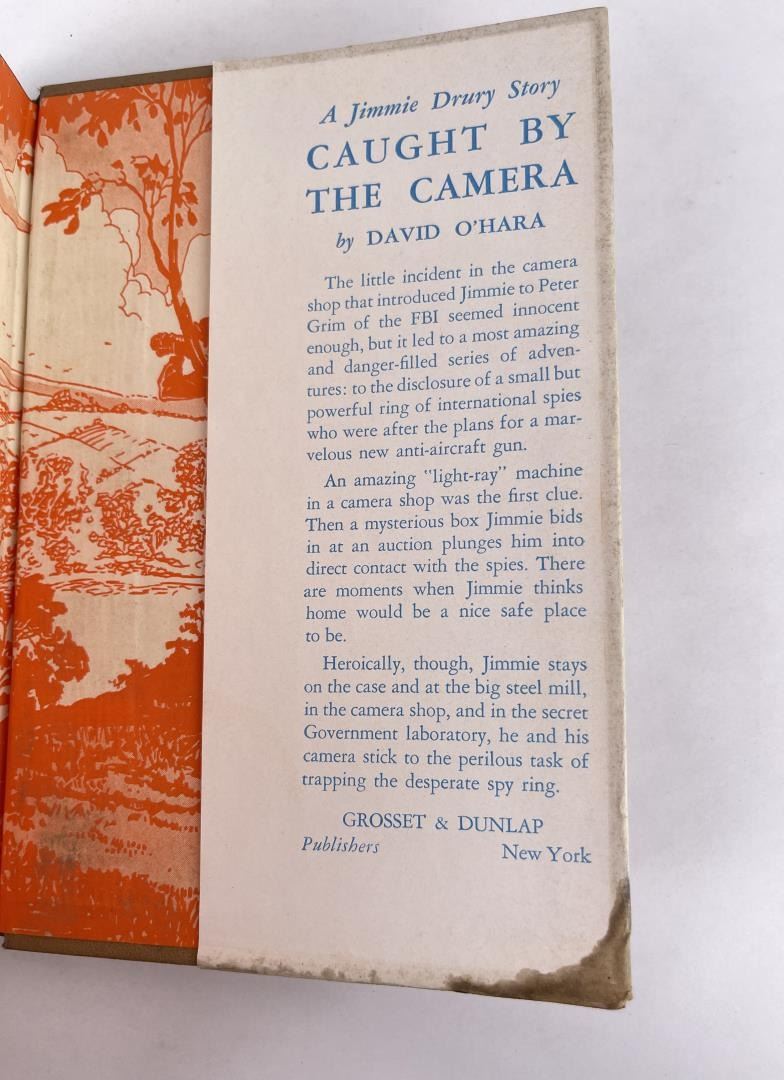 A Jimmie Drury Story
CAUGHT BY
THE CAMERA
by DAVID O'HARA
The little incident in the camera
shop that introduced Jimmie to Peter
Grim of the FBI seemed innocent
enough, but it led to a most amazing
and danger-filled series of adven-
tures: to the disclosure of a small but
powerful ring of international spies
who were after the plans for a mar-
velous new anti-aircraft gun.
An amazing "light-ray" machine
in a camera shop was the first clue.
Then a mysterious box Jimmie bids
in at an auction plunges him into
direct contact with the spies. There
are moments when Jimmie thinks
home would be a nice safe place
to be.
Heroically, though, Jimmie stays
on the case and at the big steel mill,
in the camera shop, and in the secret
Government laboratory, he and his
camera stick to the perilous task of
trapping the desperate spy ring.
GROSSET & DUNLAP
Publishers New York